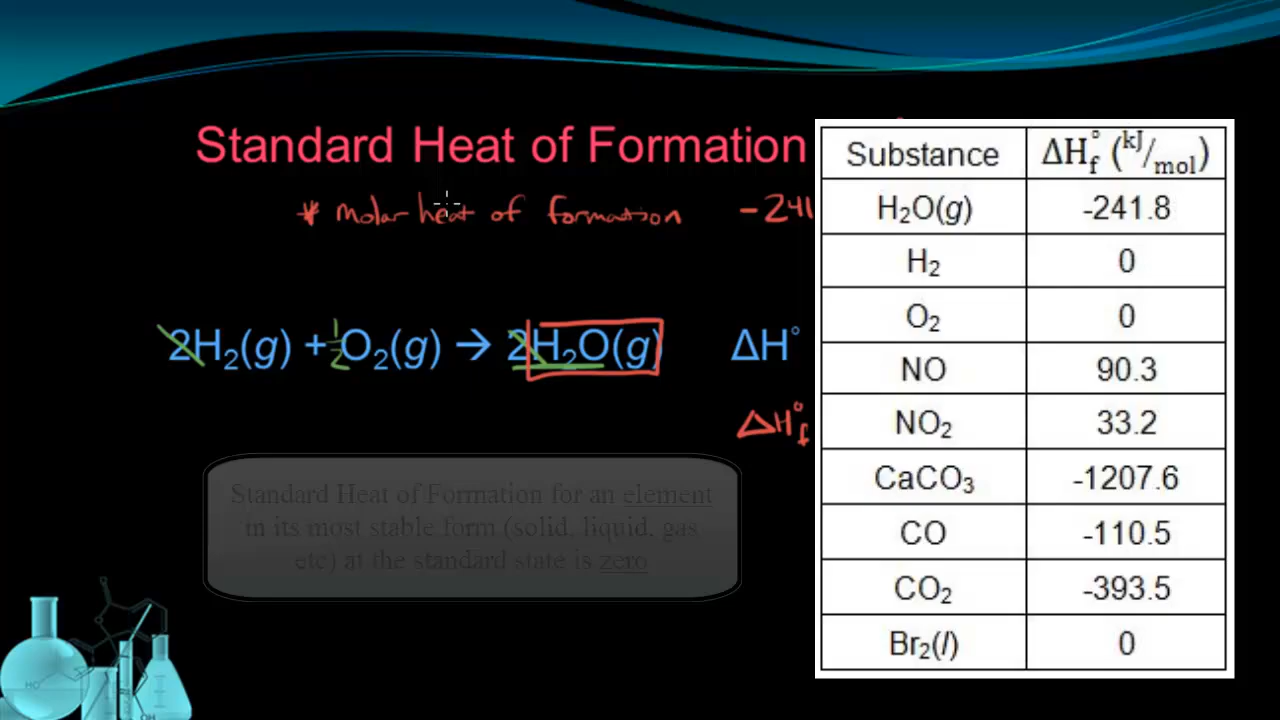 Standard Heat of Formation
* molar heat of formation -241
2H₂(g) + ½O₂(g) → 2H₂O(g) ΔH°
ΔH°f
Standard Heat of Formation for an element
in its most stable form (solid, liquid, gas
etc) at the standard state is zero
Substance ΔH°f (kJ/mol)
H₂O(g) -241.8
H₂ 0
O₂ 0
NO 90.3
NO₂ 33.2
CaCO₃ -1207.6
CO -110.5
CO₂ -393.5
Br₂(l) 0
HO
OH